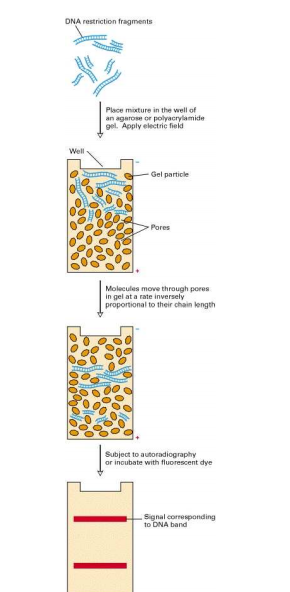 DNA restriction fragments
Place mixture in the well of
an agarose or polyacrylamide
gel. Apply electric field
Well
−
Gel particle
Pores
+
Molecules move through pores
in gel at a rate inversely
proportional to their chain length
−
+
Subject to autoradiography
or incubate with fluorescent dye
Signal corresponding
to DNA band